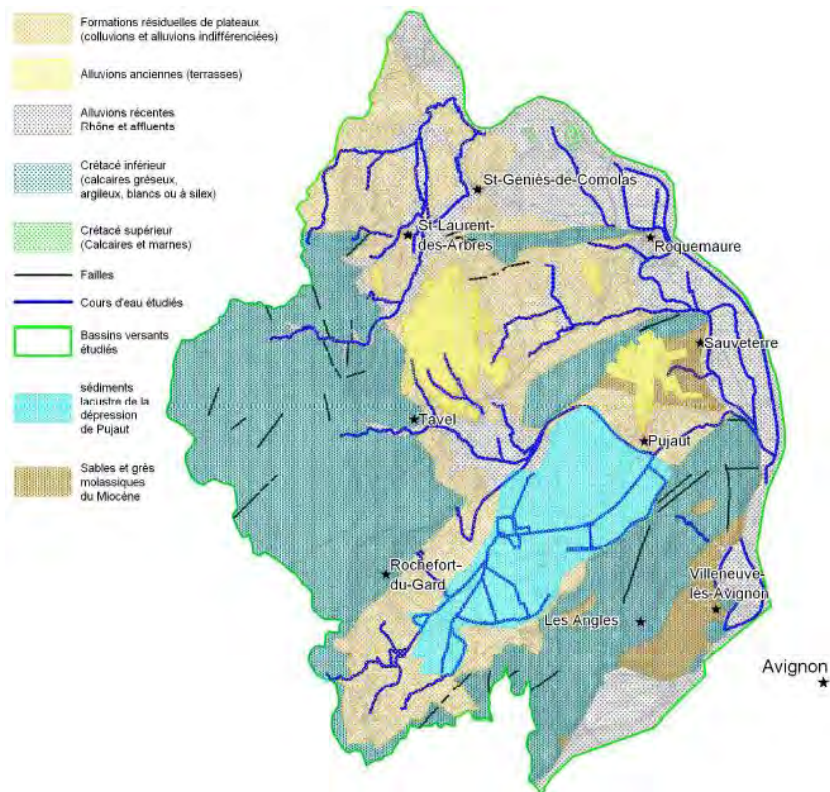 Formations résiduelles de plateaux
(colluvions et alluvions indifférenciées)
Alluvions anciennes (terrasses)
Alluvions récentes
Rhône et affluents
Crétacé inférieur
(calcaires gréseux,
argileux, blancs ou à silex)
Crétacé supérieur
(Calcaires et marnes)
Failles
Cours d'eau étudiés
Bassins versants
étudiés
sédiments
lacustre de la
dépression
de Pujaut
Sables et grès
molassiques
du Miocène
St-Geniès-de-Comolas
St-Laurent-
des-Arbres
Roquemaure
Sauveterre
Tavel
Pujaut
Rochefort-
du-Gard
Villeneuve-
lès-Avignon
Les Angles
Avignon